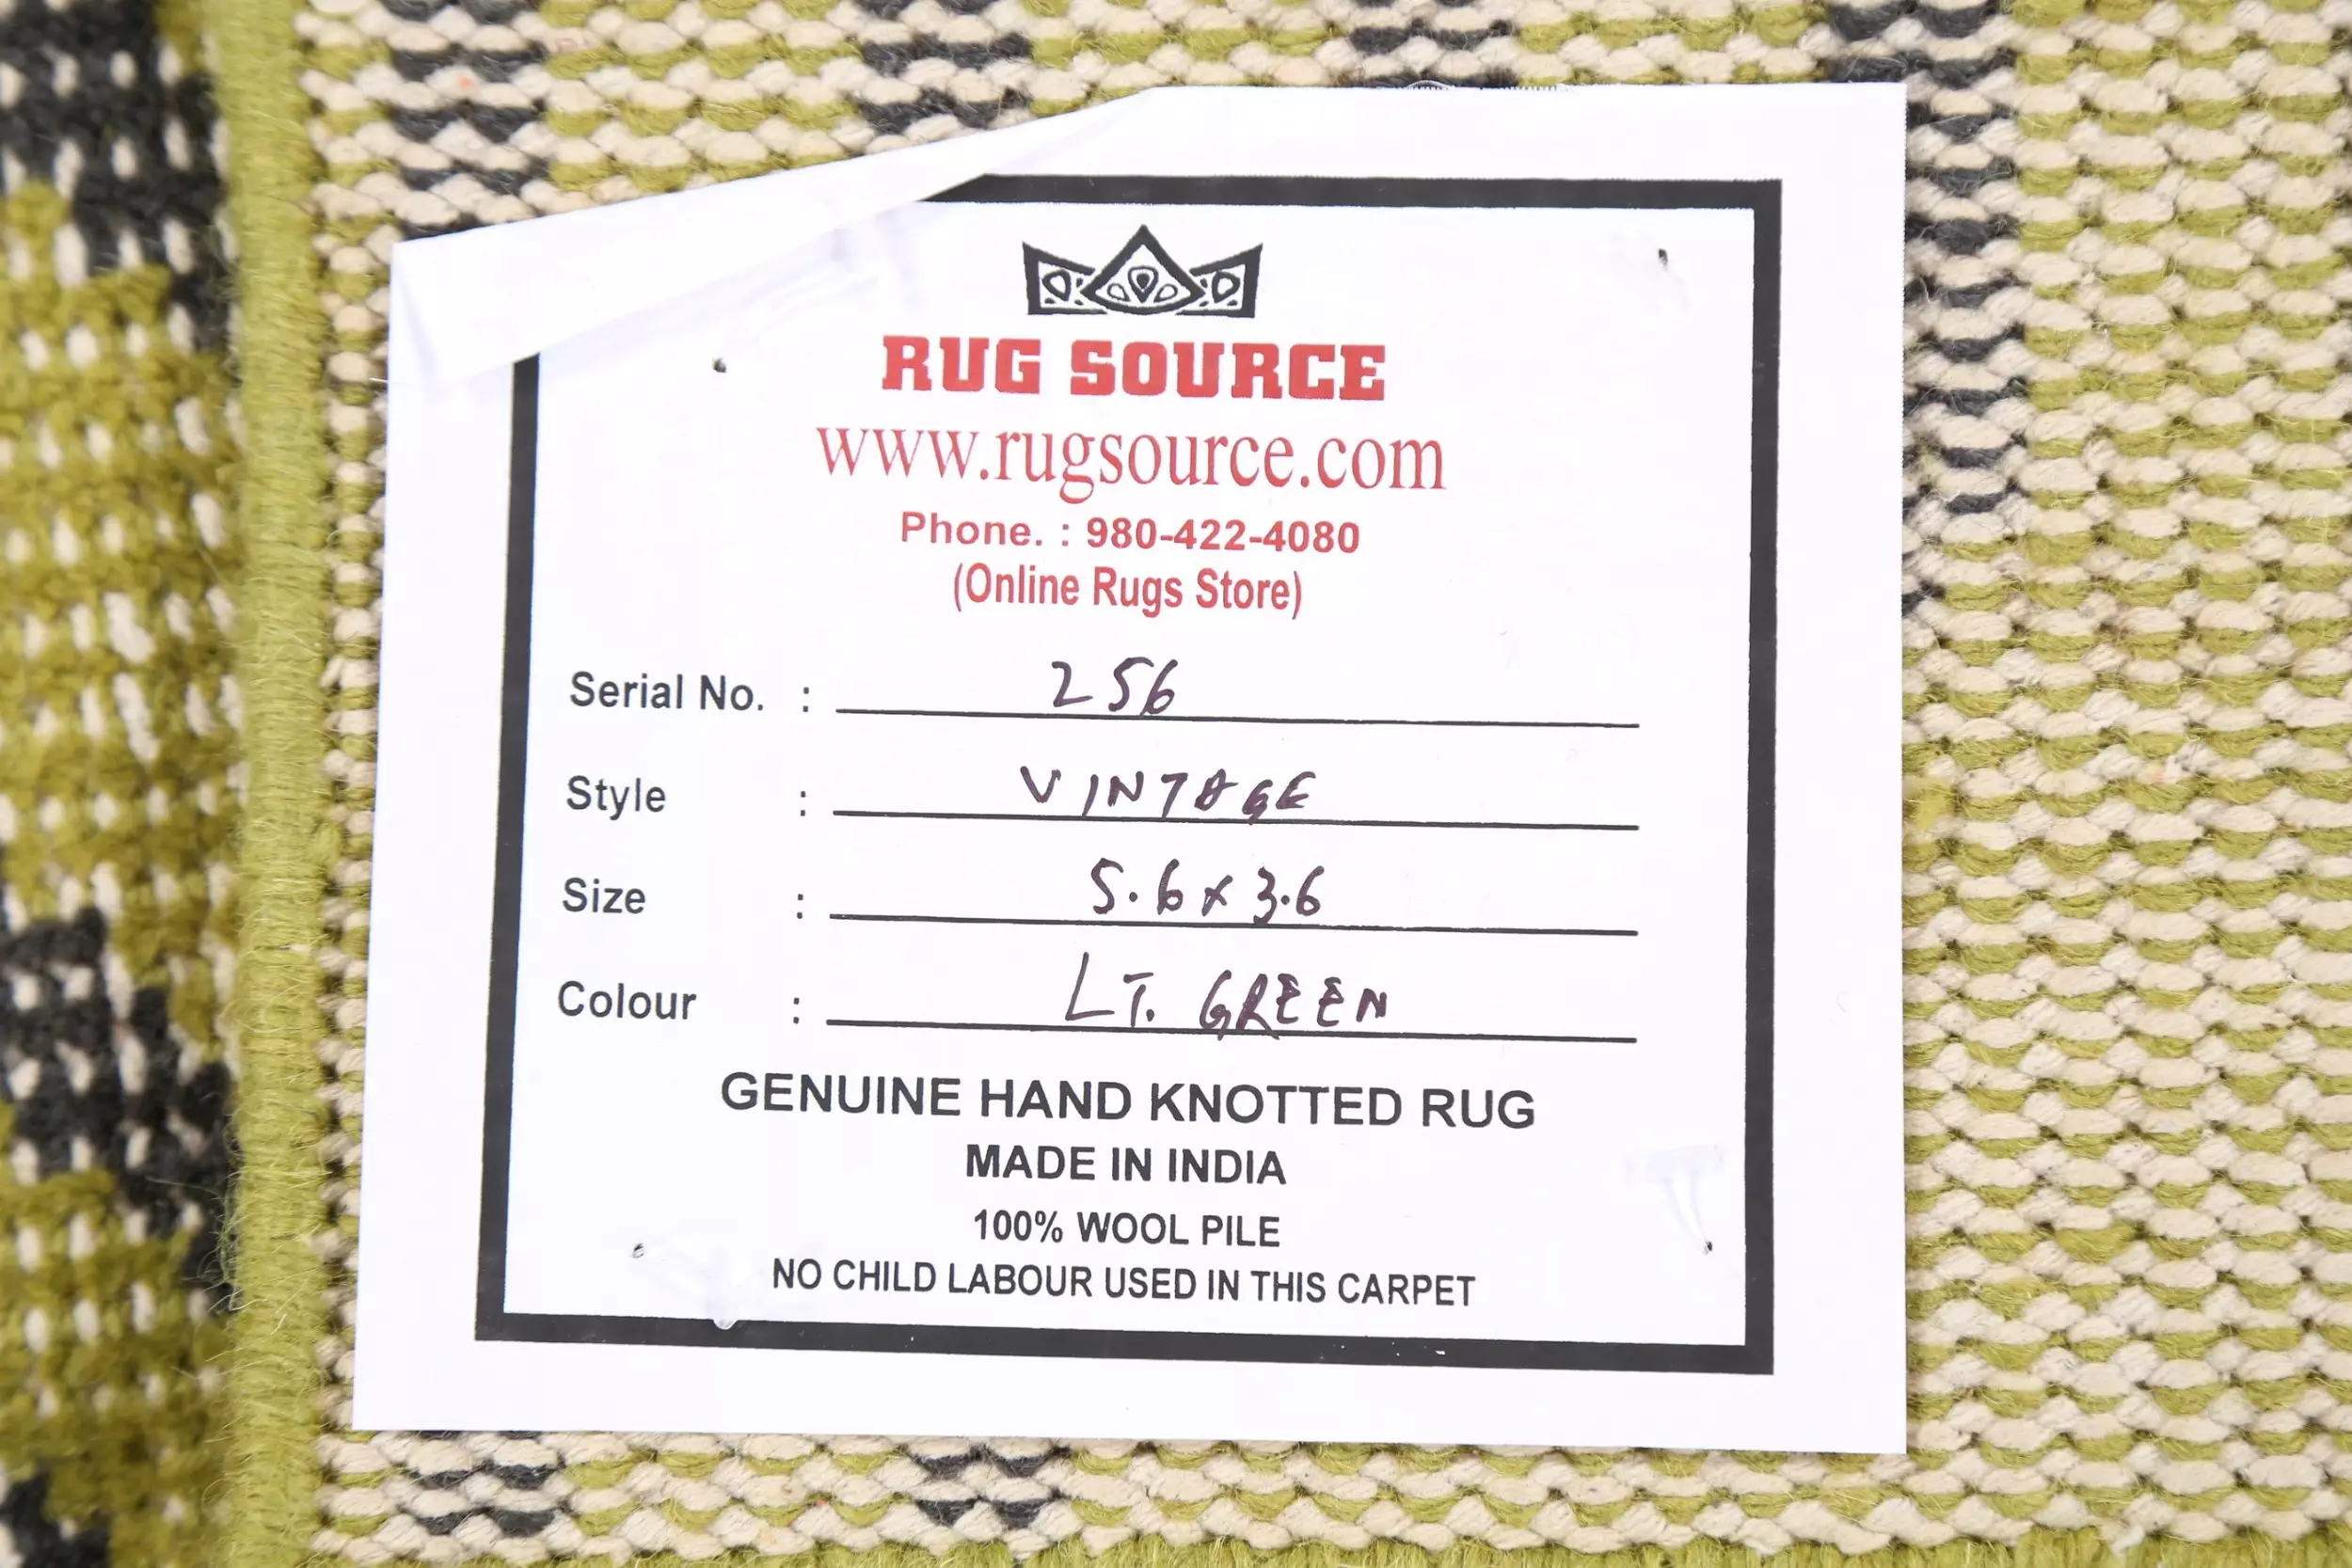 RUG SOURCE
www.rugsource.com
Phone. : 980-422-4080
(Online Rugs Store)
Serial No. : 256
Style : VINTAGE
Size : 5.6 x 3.6
Colour : LT. GREEN
GENUINE HAND KNOTTED RUG
MADE IN INDIA
100% WOOL PILE
NO CHILD LABOUR USED IN THIS CARPET